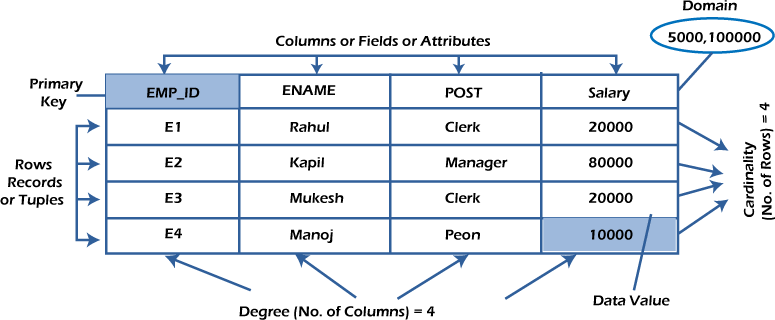 Domain
5000,100000
Columns or Fields or Attributes
Primary
Key
EMP_ID ENAME POST Salary
E1 Rahul Clerk 20000
E2 Kapil Manager 80000
E3 Mukesh Clerk 20000
E4 Manoj Peon 10000
Rows
Records
or Tuples
Cardinality
(No. of Rows) = 4
Degree (No. of Columns) = 4
Data Value